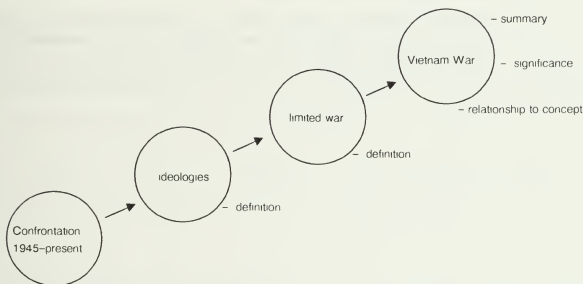 – summary
Vietnam War
– significance
– relationship to concept
limited war
– definition
ideologies
– definition
Confrontation
1945–present